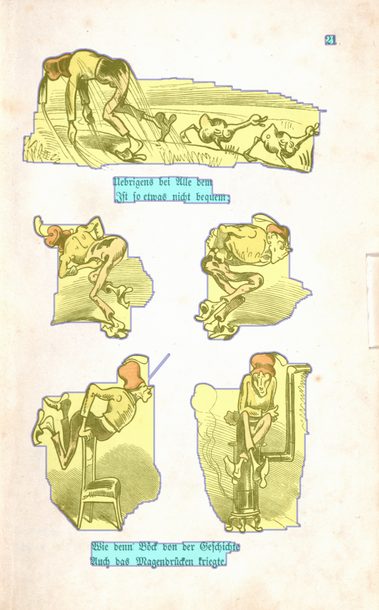 21
Uebrigens bei Alle dem
Ist so etwas nicht bequem;
Wie denn Böck von der Geschichte
Auch das Magendrücken kriegte.